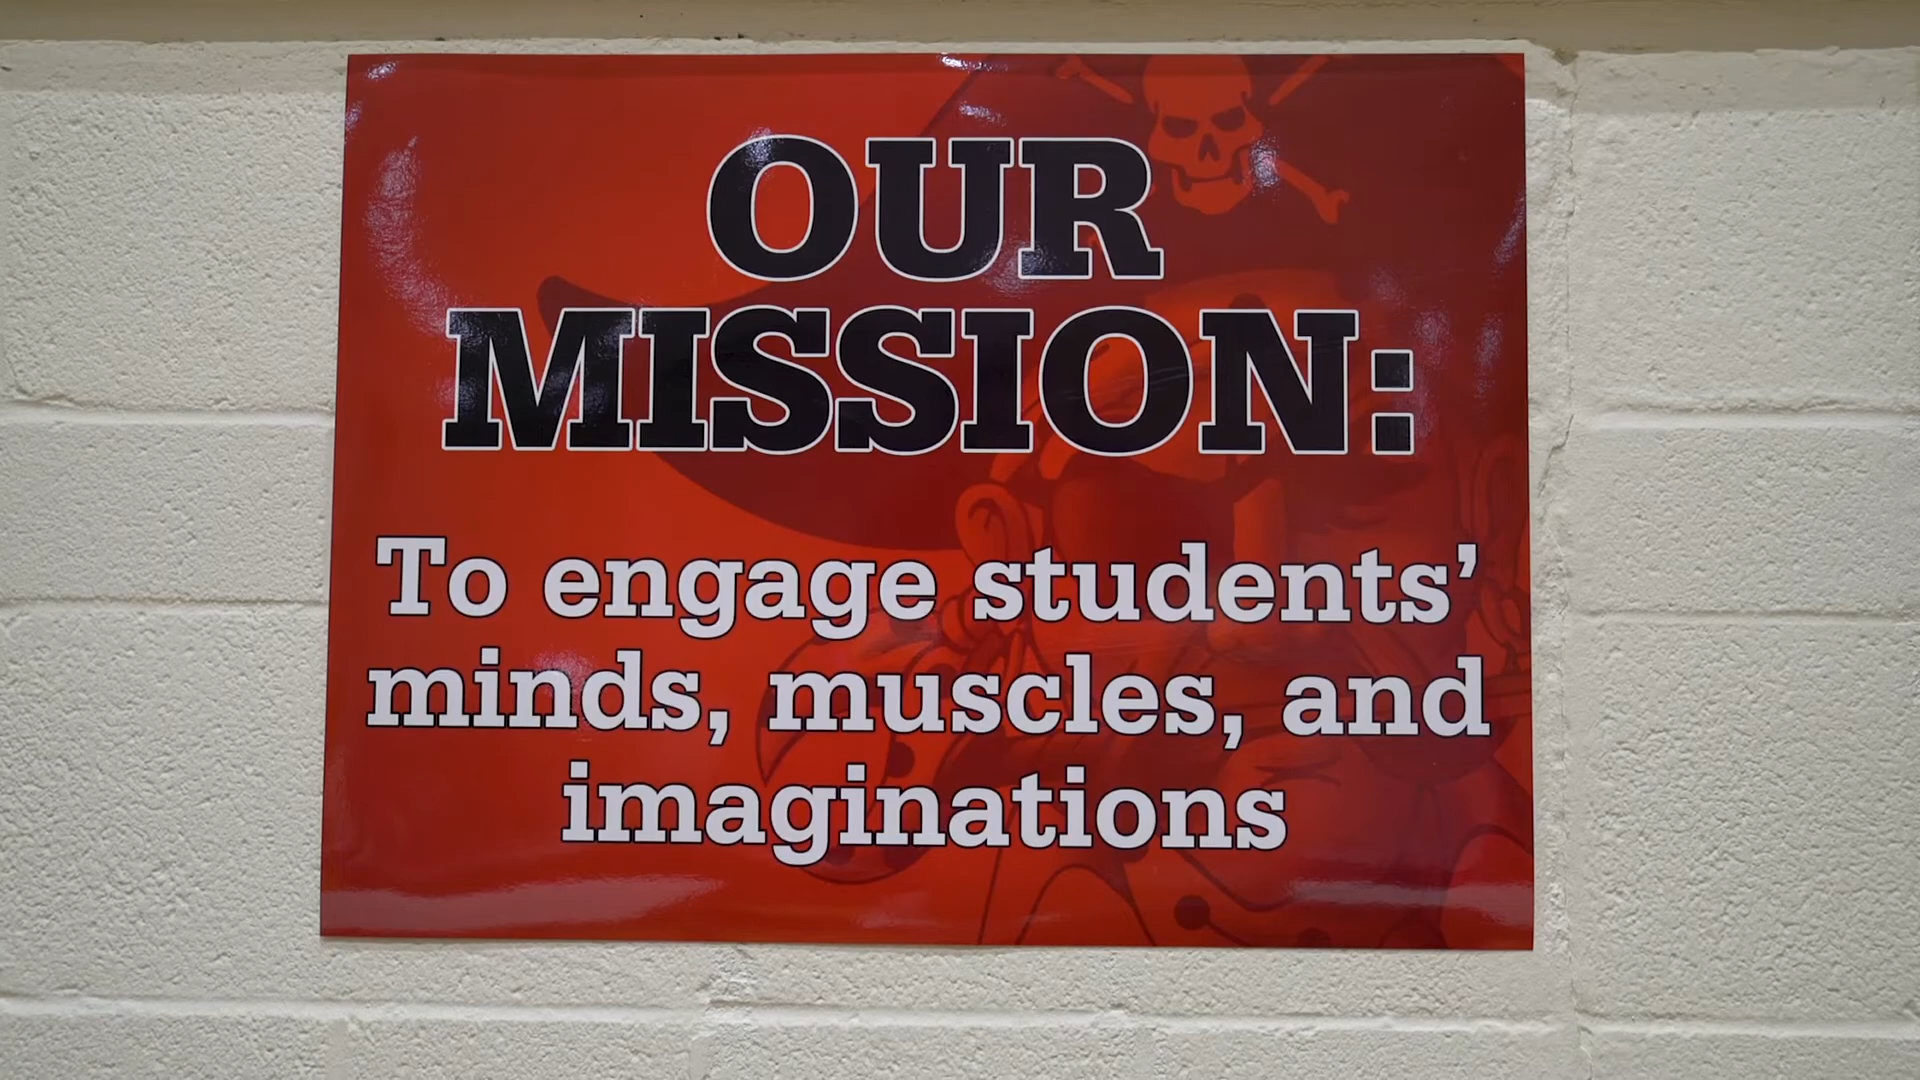 OUR
MISSION:
To engage students’
minds, muscles, and
imaginations